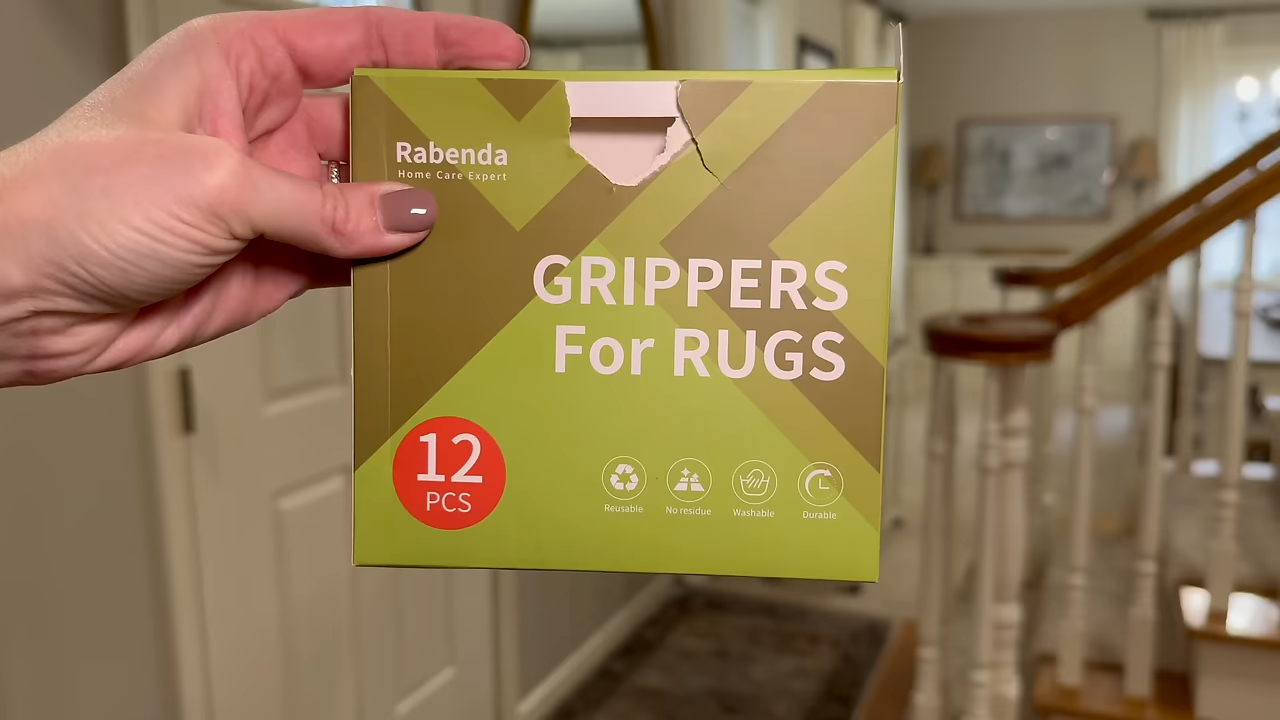 Rabenda
Home Care Expert
GRIPPERS
For RUGS
12
PCS
Reusable
No residue
Washable
Durable